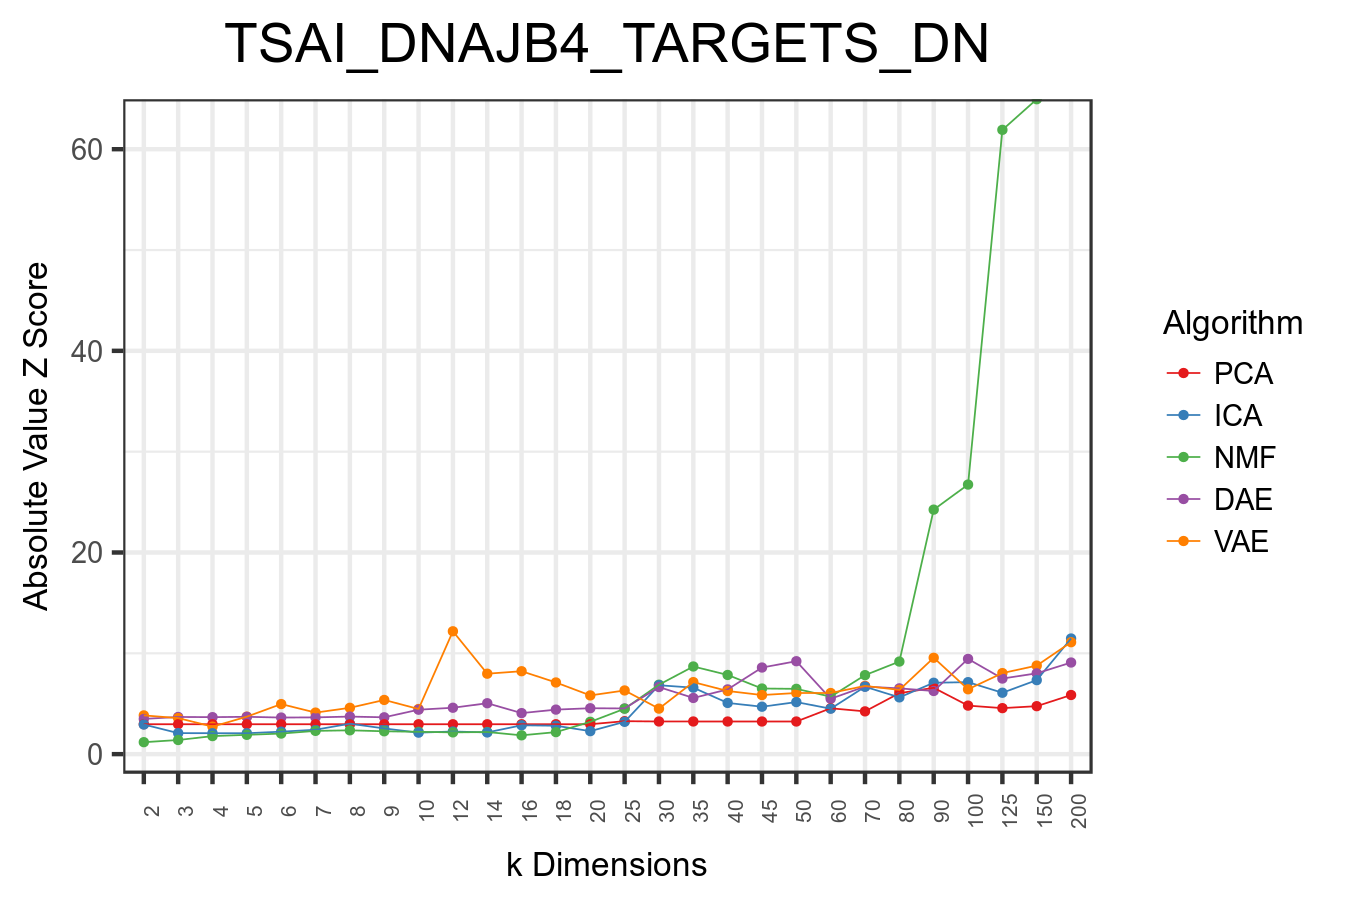 TSAI_DNAJB4_TARGETS_DN
Absolute Value Z Score
60
40
20
0
2 3 4 5 6 7 8 9 10 12 14 16 18 20 25 30 35 40 45 50 60 70 80 90 100 125 150 200
k Dimensions
Algorithm
PCA
ICA
NMF
DAE
VAE